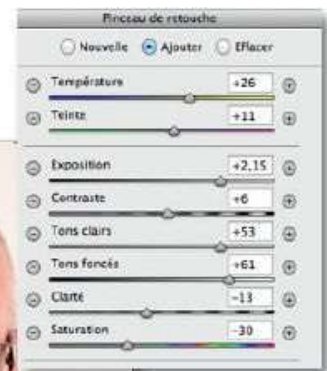 Pinceau de retouche
Nouvelle Ajouter Effacer
Température +26
Teinte +11
Exposition +2,15
Contraste +6
Tons clairs +53
Tons foncés +61
Clarté -13
Saturation -30